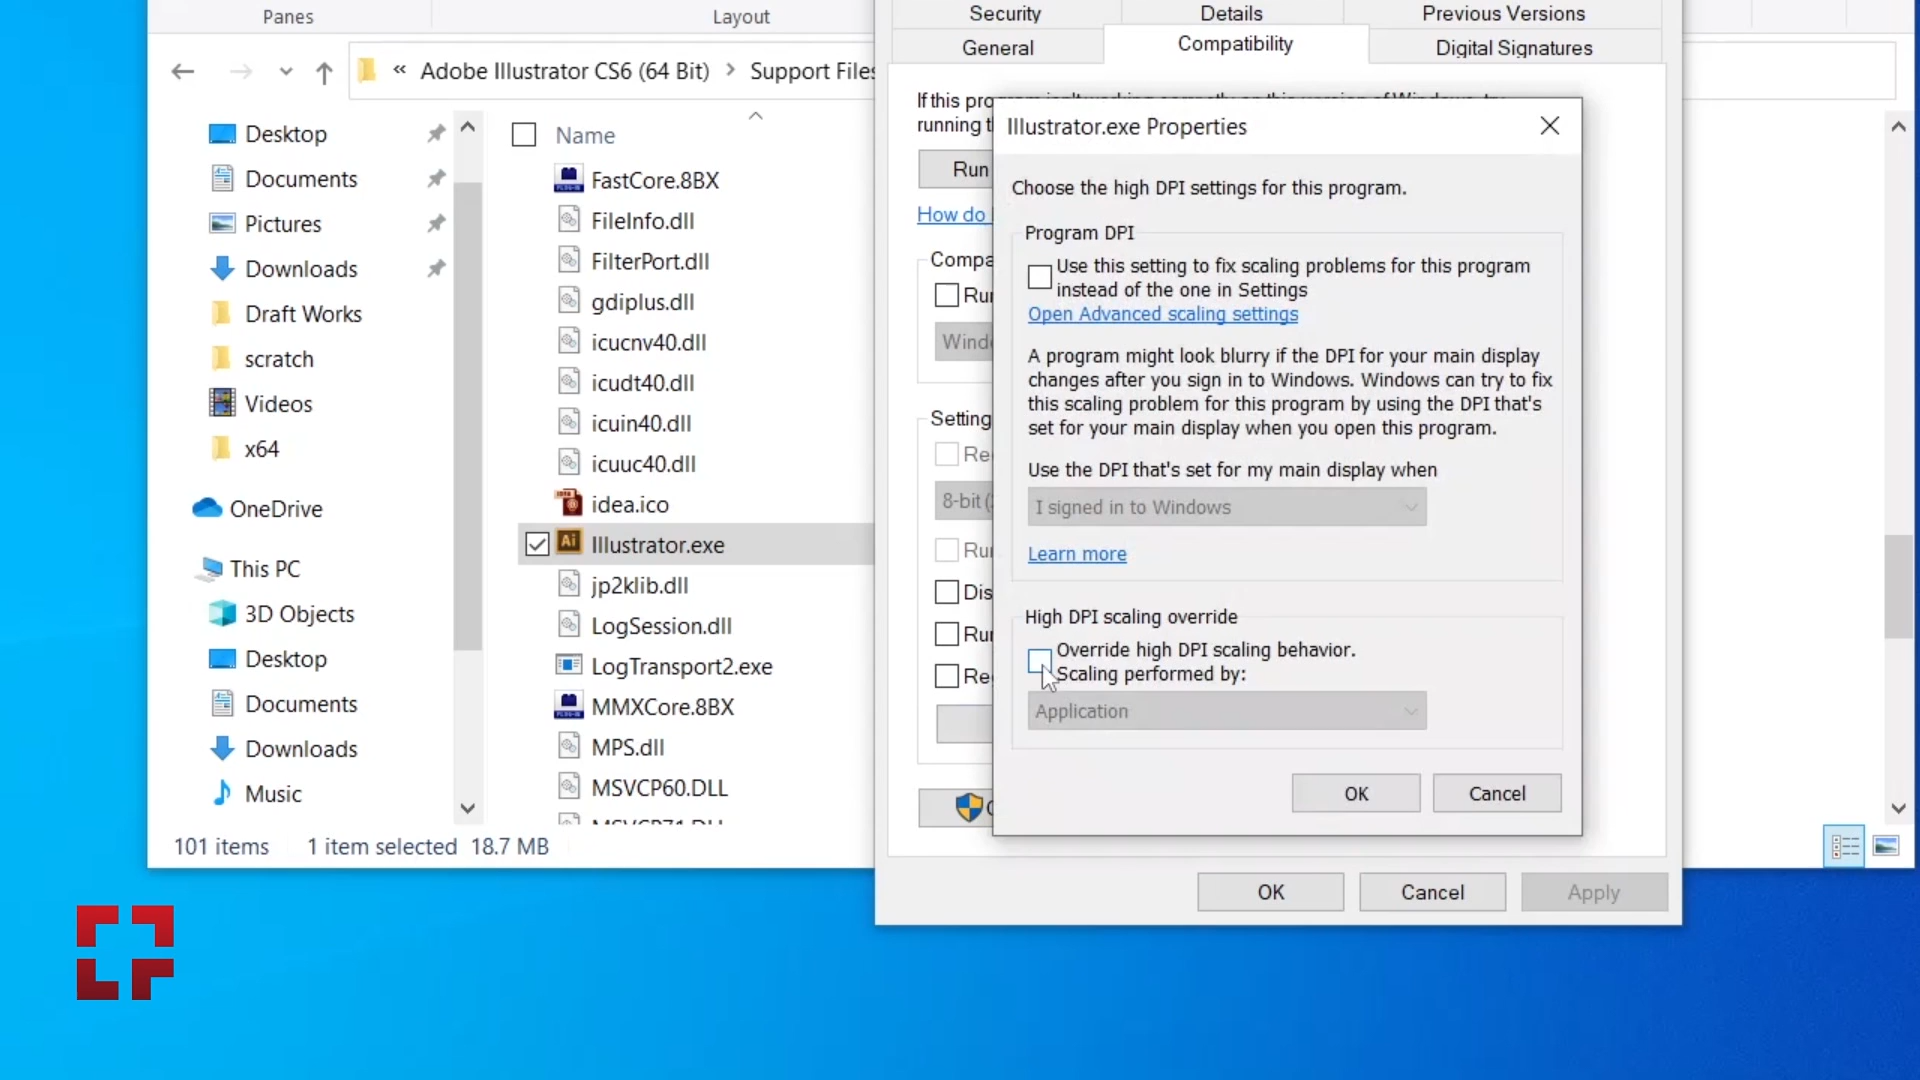 Panes
Layout
Security
Details
Previous Versions
General
Compatibility
Digital Signatures
« Adobe Illustrator CS6 (64 Bit) > Support Files
Desktop
Documents
Pictures
Downloads
Draft Works
scratch
Videos
x64
OneDrive
This PC
3D Objects
Desktop
Documents
Downloads
Music
Name
FastCore.8BX
FileInfo.dll
FilterPort.dll
gdiplus.dll
icucnv40.dll
icudt40.dll
icuin40.dll
icuuc40.dll
idea.ico
Illustrator.exe
jp2klib.dll
LogSession.dll
LogTransport2.exe
MMXCore.8BX
MPS.dll
MSVCP60.DLL
101 items
1 item selected 18.7 MB
If this
running
Run
How do
8-bit
Illustrator.exe Properties
Choose the high DPI settings for this program.
Program DPI
Use this setting to fix scaling problems for this program
instead of the one in Settings
Open Advanced scaling settings
A program might look blurry if the DPI for your main display
changes after you sign in to Windows. Windows can try to fix
this scaling problem for this program by using the DPI that's
set for your main display when you open this program.
Use the DPI that's set for my main display when
I signed in to Windows
Learn more
High DPI scaling override
Override high DPI scaling behavior.
Scaling performed by:
Application
OK
Cancel
OK
Cancel
Apply